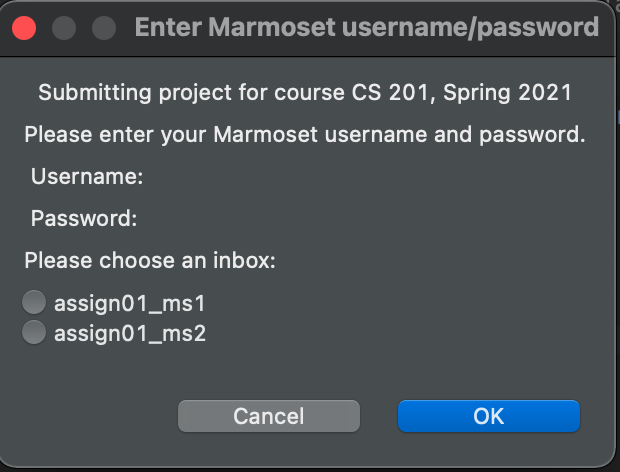 Enter Marmoset username/password
Submitting project for course CS 201, Spring 2021
Please enter your Marmoset username and password.
Username:
Password:
Please choose an inbox:
assign01_ms1
assign01_ms2
Cancel
OK